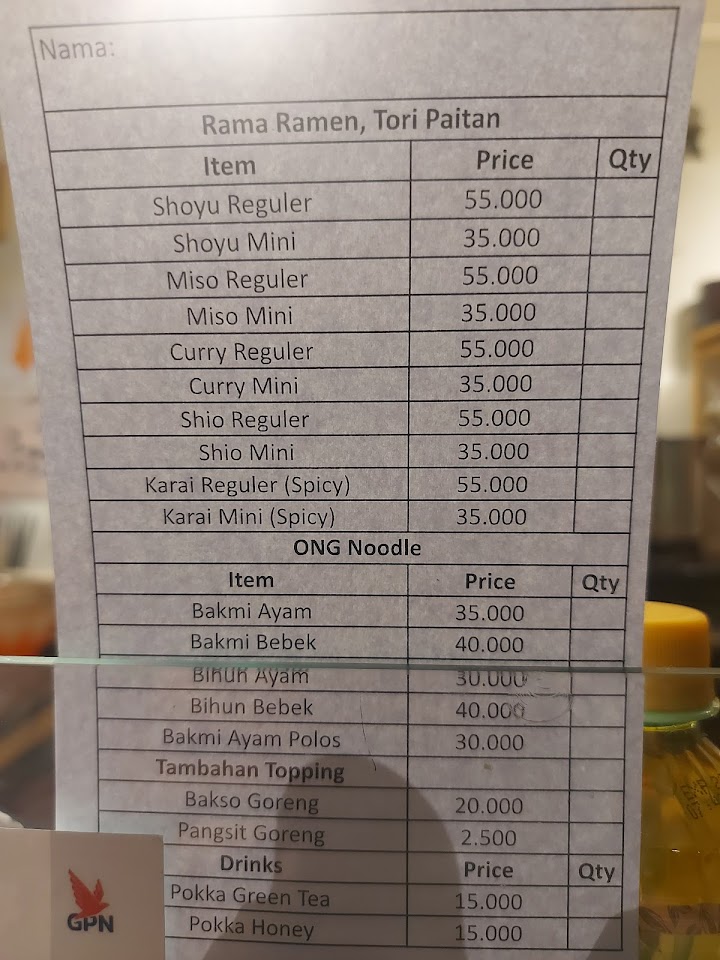 Nama:
Rama Ramen, Tori Paitan
Item Price Qty
Shoyu Reguler 55.000
Shoyu Mini 35.000
Miso Reguler 55.000
Miso Mini 35.000
Curry Reguler 55.000
Curry Mini 35.000
Shio Reguler 55.000
Shio Mini 35.000
Karai Reguler (Spicy) 55.000
Karai Mini (Spicy) 35.000
ONG Noodle
Item Price Qty
Bakmi Ayam 35.000
Bakmi Bebek 40.000
Bihun Ayam 30.000
Bihun Bebek 40.000
Bakmi Ayam Polos 30.000
Tambahan Topping
Bakso Goreng 20.000
Pangsit Goreng 2.500
Drinks Price Qty
Pokka Green Tea 15.000
Pokka Honey 15.000
GPN